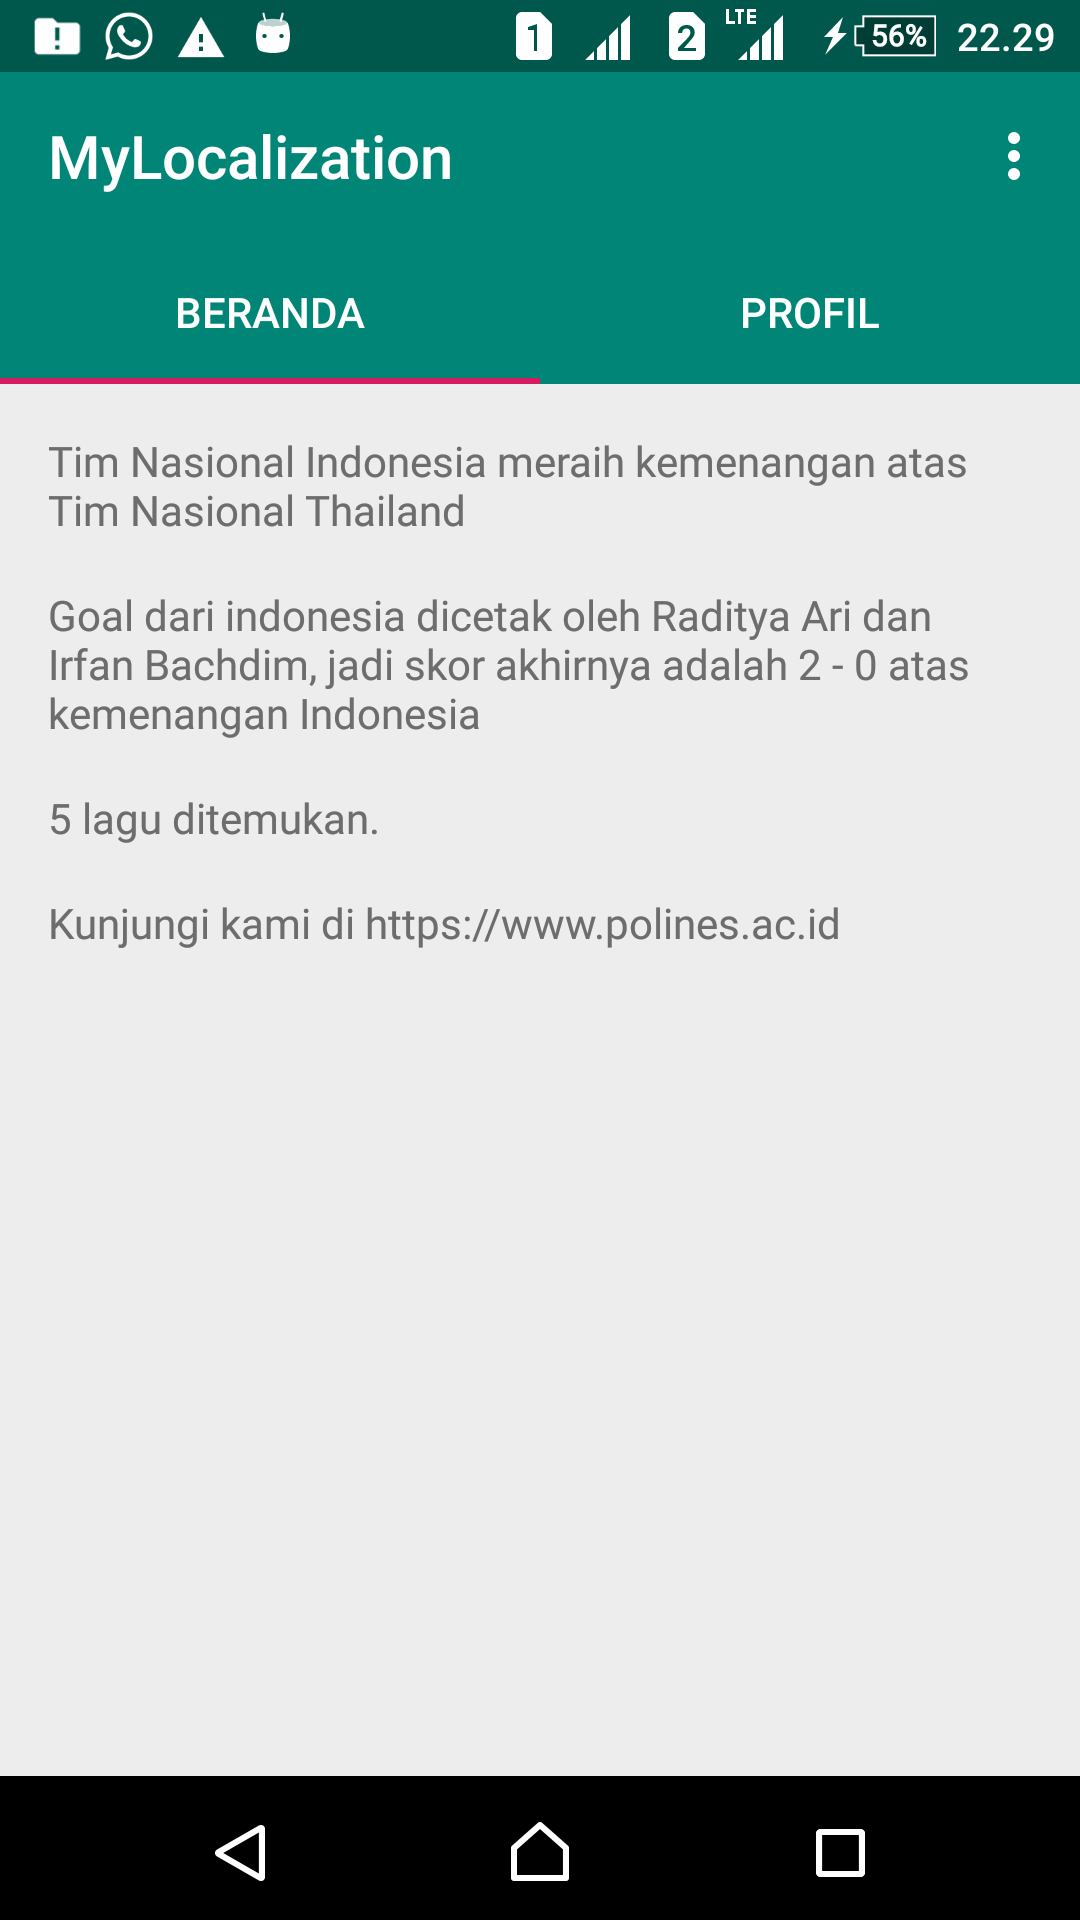 1 2 LTE 56% 22.29
MyLocalization
BERANDA PROFIL
Tim Nasional Indonesia meraih kemenangan atas
Tim Nasional Thailand
Goal dari indonesia dicetak oleh Raditya Ari dan
Irfan Bachdim, jadi skor akhirnya adalah 2 - 0 atas
kemenangan Indonesia
5 lagu ditemukan.
Kunjungi kami di https://www.polines.ac.id